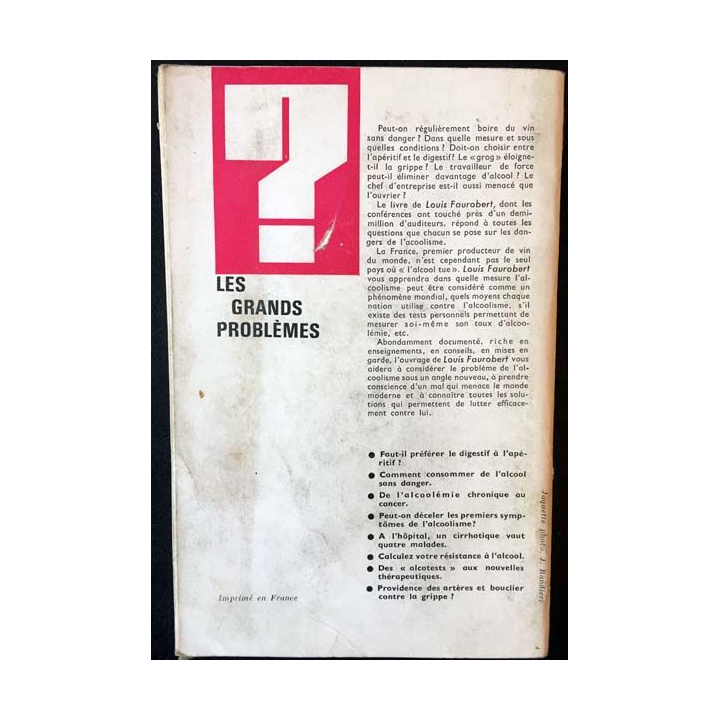 ?
LES
GRANDS
PROBLÈMES
Peut-on régulièrement boire du vin
sans danger ? Dans quelle mesure et sous
quelles conditions ? Doit-on choisir entre
l'apéritif et le digestif ? Le « grog » éloigne-
t-il la grippe ? Le travailleur de force
peut-il éliminer davantage d'alcool ? Le
chef d'entreprise est-il aussi menacé que
l'ouvrier ?
Le livre de Louis Faurobert, dont les
conférences ont touché près d'un demi-
million d'auditeurs, répond à toutes les
questions que chacun se pose sur les dan-
gers de l'acoolisme.
La France, premier producteur de vin
du monde, n'est cependant pas le seul
pays où « l'alcool tue ». Louis Faurobert
vous apprendra dans quelle mesure l'al-
coolisme peut être considéré comme un
phénomène mondial, quels moyens chaque
nation utilise contre l'alcoolisme, s'il
existe des tests personnels permettant de
mesurer soi-même son taux d'alcoo-
lémie, etc.
Abondamment documenté, riche en
enseignements, en conseils, en mises en
garde, l'ouvrage de Louis Faurobert vous
aidera à considérer le problème de l'al-
coolisme sous un angle nouveau, à prendre
conscience d'un mal qui menace le monde
moderne et à connaître toutes les solu-
tions qui permettent de lutter efficace-
ment contre lui.
● Faut-il préférer le digestif à l'apé-
ritif ?
● Comment consommer de l'alcool
sans danger.
● De l'alcoolémie chronique au
cancer.
● Peut-on déceler les premiers symp-
tômes de l'alcoolisme?
● A l'hôpital, un cirrhotique vaut
quatre malades.
● Calculez votre résistance à l'alcool.
● Des « alcotests » aux nouvelles
thérapeutiques.
● Providence des artères et bouclier
contre la grippe ?
Imprimé en France
Jaquette photo. J.